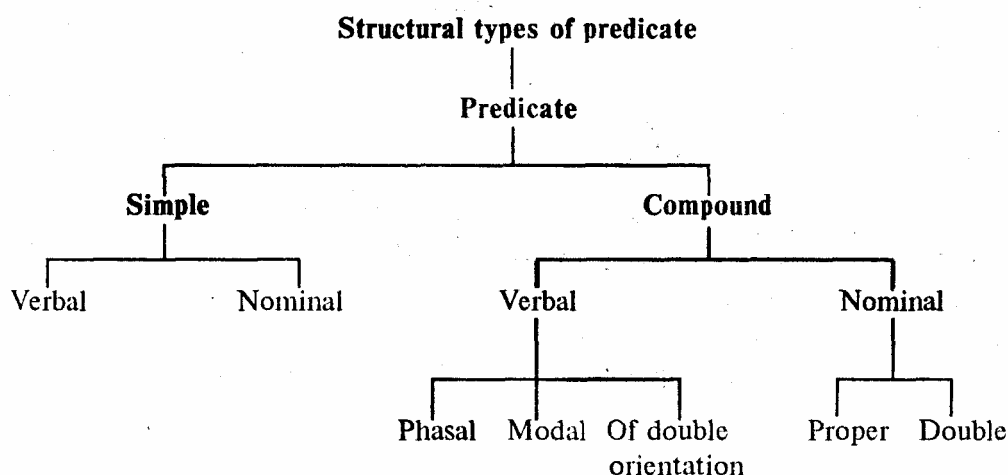 Structural types of predicate
Predicate
Simple Compound
Verbal Nominal Verbal Nominal
Phasal Modal Of double Proper Double
orientation